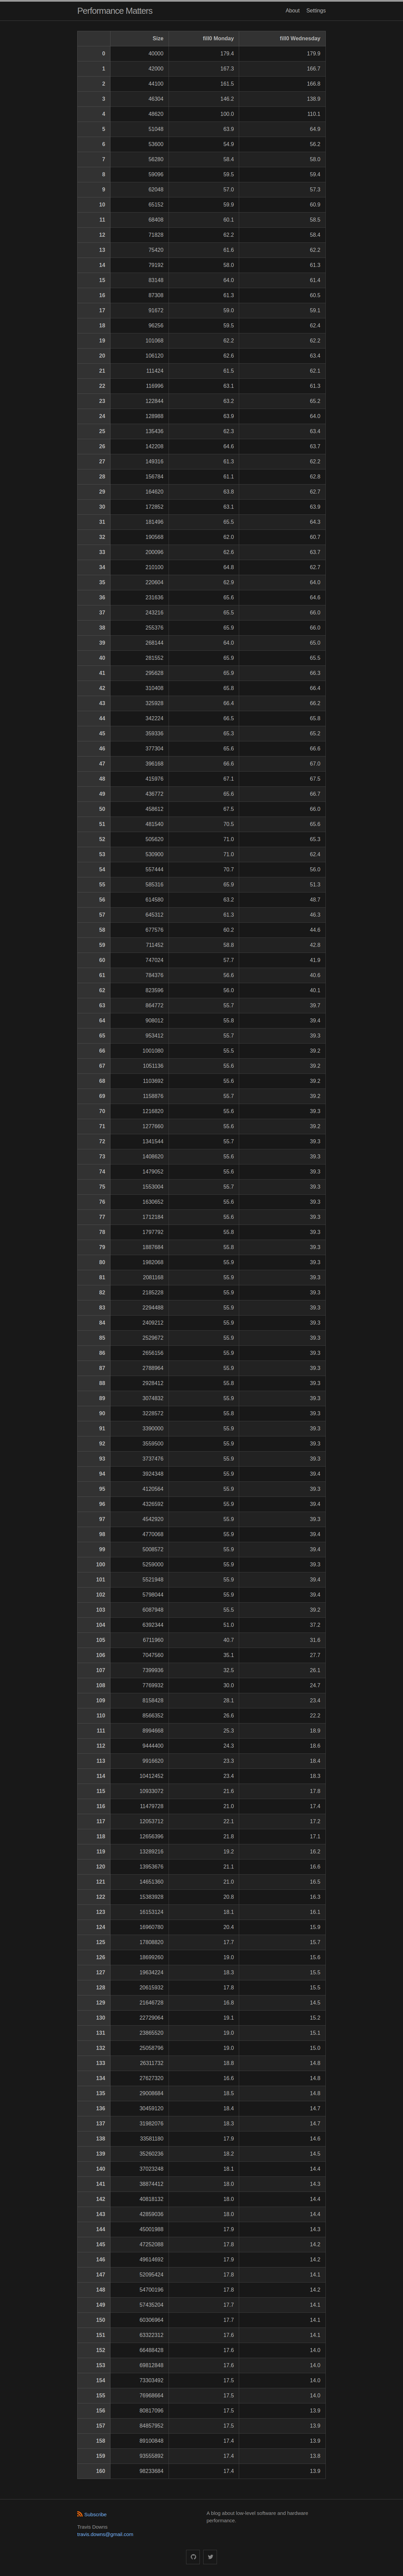 Performance Matters
About Settings
Size fill0 Monday fill0 Wednesday
0 40000 179.4 179.9
1 42000 167.3 166.7
2 44100 161.5 166.8
3 46304 146.2 138.9
4 48620 100.0 110.1
5 51048 63.9 64.9
6 53600 54.9 56.2
7 56280 58.4 58.0
8 59096 59.5 59.4
9 62048 57.0 57.3
10 65152 59.9 60.9
11 68408 60.1 58.5
12 71828 62.2 58.4
13 75420 61.6 62.2
14 79192 58.0 61.3
15 83148 64.0 61.4
16 87308 61.3 60.5
17 91672 59.0 59.1
18 96256 59.5 62.4
19 101068 62.2 62.2
20 106120 62.6 63.4
21 111424 61.5 62.1
22 116996 63.1 61.3
23 122844 63.2 65.2
24 128988 63.9 64.0
25 135436 62.3 63.4
26 142208 64.6 63.7
27 149316 61.3 62.2
28 156784 61.1 62.8
29 164620 63.8 62.7
30 172852 63.1 63.9
31 181496 65.5 64.3
32 190568 62.0 60.7
33 200096 62.6 63.7
34 210100 64.8 62.7
35 220604 62.9 64.0
36 231636 65.6 64.6
37 243216 65.5 66.0
38 255376 65.9 66.0
39 268144 64.0 65.0
40 281552 65.9 65.5
41 295628 65.9 66.3
42 310408 65.8 66.4
43 325928 66.4 66.2
44 342224 66.5 65.8
45 359336 65.3 65.2
46 377304 65.6 66.6
47 396168 66.6 67.0
48 415976 67.1 67.5
49 436772 65.6 66.7
50 458612 67.5 66.0
51 481540 70.5 65.6
52 505620 71.0 65.3
53 530900 71.0 62.4
54 557444 70.7 56.0
55 585316 65.9 51.3
56 614580 63.2 48.7
57 645312 61.3 46.3
58 677576 60.2 44.6
59 711452 58.8 42.8
60 747024 57.7 41.9
61 784376 56.6 40.6
62 823596 56.0 40.1
63 864772 55.7 39.7
64 908012 55.8 39.4
65 953412 55.7 39.3
66 1001080 55.5 39.2
67 1051136 55.6 39.2
68 1103692 55.6 39.2
69 1158876 55.7 39.2
70 1216820 55.6 39.3
71 1277660 55.6 39.2
72 1341544 55.7 39.3
73 1408620 55.6 39.3
74 1479052 55.6 39.3
75 1553004 55.7 39.3
76 1630652 55.6 39.3
77 1712184 55.6 39.3
78 1797792 55.8 39.3
79 1887684 55.8 39.3
80 1982068 55.9 39.3
81 2081168 55.9 39.3
82 2185228 55.9 39.3
83 2294488 55.9 39.3
84 2409212 55.9 39.3
85 2529672 55.9 39.3
86 2656156 55.9 39.3
87 2788964 55.9 39.3
88 2928412 55.8 39.3
89 3074832 55.9 39.3
90 3228572 55.8 39.3
91 3390000 55.9 39.3
92 3559500 55.9 39.3
93 3737476 55.9 39.3
94 3924348 55.9 39.4
95 4120564 55.9 39.3
96 4326592 55.9 39.4
97 4542920 55.9 39.3
98 4770068 55.9 39.4
99 5008572 55.9 39.4
100 5259000 55.9 39.3
101 5521948 55.9 39.4
102 5798044 55.9 39.4
103 6087948 55.5 39.2
104 6392344 51.0 37.2
105 6711960 40.7 31.6
106 7047560 35.1 27.7
107 7399936 32.5 26.1
108 7769932 30.0 24.7
109 8158428 28.1 23.4
110 8566352 26.6 22.2
111 8994668 25.3 18.9
112 9444400 24.3 18.6
113 9916620 23.3 18.4
114 10412452 23.4 18.3
115 10933072 21.6 17.8
116 11479728 21.0 17.4
117 12053712 22.1 17.2
118 12656396 21.8 17.1
119 13289216 19.2 16.2
120 13953676 21.1 16.6
121 14651360 21.0 16.5
122 15383928 20.8 16.3
123 16153124 18.1 16.1
124 16960780 20.4 15.9
125 17808820 17.7 15.7
126 18699260 19.0 15.6
127 19634224 18.3 15.5
128 20615932 17.8 15.5
129 21646728 16.8 14.5
130 22729064 19.1 15.2
131 23865520 19.0 15.1
132 25058796 19.0 15.0
133 26311732 18.8 14.8
134 27627320 16.6 14.8
135 29008684 18.5 14.8
136 30459120 18.4 14.7
137 31982076 18.3 14.7
138 33581180 17.9 14.6
139 35260236 18.2 14.5
140 37023248 18.1 14.4
141 38874412 18.0 14.3
142 40818132 18.0 14.4
143 42859036 18.0 14.4
144 45001988 17.9 14.3
145 47252088 17.8 14.2
146 49614692 17.9 14.2
147 52095424 17.8 14.1
148 54700196 17.8 14.2
149 57435204 17.7 14.1
150 60306964 17.7 14.1
151 63322312 17.6 14.1
152 66488428 17.6 14.0
153 69812848 17.6 14.0
154 73303492 17.5 14.0
155 76968664 17.5 14.0
156 80817096 17.5 13.9
157 84857952 17.5 13.9
158 89100848 17.4 13.9
159 93555892 17.4 13.8
160 98233684 17.4 13.9
Subscribe
Travis Downs
travis.downs@gmail.com
A blog about low-level software and hardware
performance.